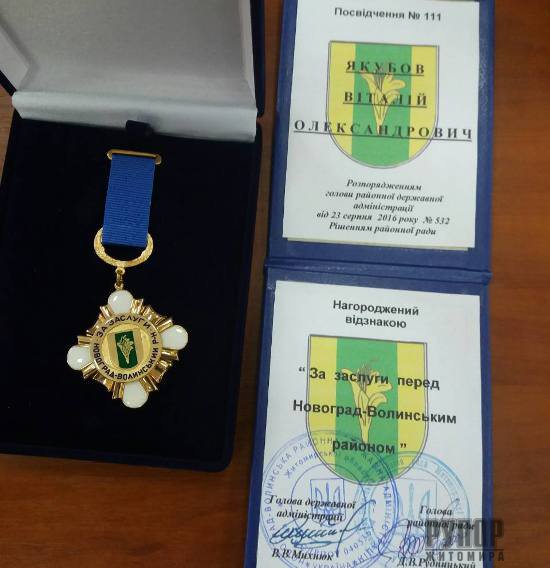 Посвідчення № 111
ЯКУБОВ
ВІТАЛІЙ
ОЛЕКСАНДРОВИЧ
Розпорядженням
голови районної державної
адміністрації
від 23 серпня 2016 року № 532
Рішенням районної ради
Нагороджений
відзнакою
“ За заслуги перед
Новоград-Волинським
районом ”
Голова державної
адміністрації
В.В.Михнюк
Голова
районної ради
Д.В.Рудницький
ЗА ЗАСЛУГИ
НОВОГРАД-ВОЛИНСЬКИЙ Р-Н
РУПОР
ЖИТОМИРА